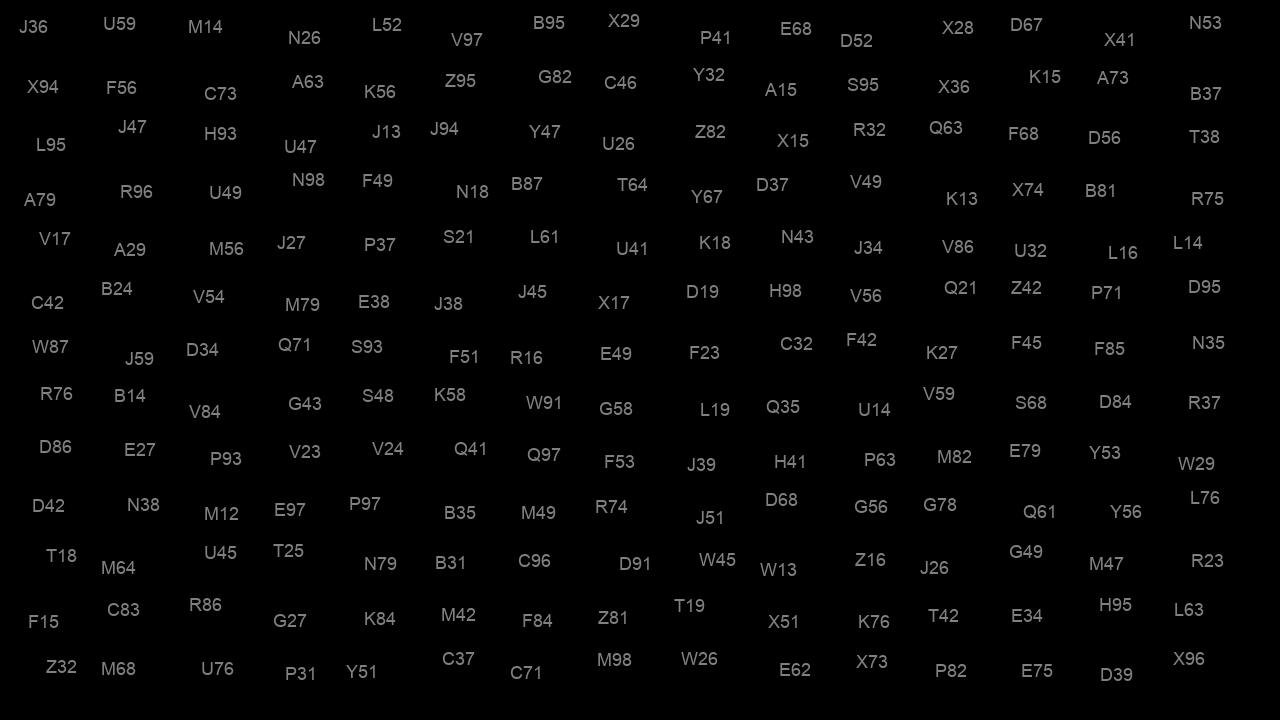 J36 U59 M14 N26 L52 V97 B95 X29 P41 E68 D52 X28 D67 X41 N53
X94 F56 C73 A63 K56 Z95 G82 C46 Y32 A15 S95 X36 K15 A73 B37
L95 J47 H93 U47 J13 J94 Y47 U26 Z82 X15 R32 Q63 F68 D56 T38
A79 R96 U49 N98 F49 N18 B87 T64 Y67 D37 V49 K13 X74 B81 R75
V17 A29 M56 J27 P37 S21 L61 U41 K18 N43 J34 V86 U32 L16 L14
C42 B24 V54 M79 E38 J38 J45 X17 D19 H98 V56 Q21 Z42 P71 D95
W87 J59 D34 Q71 S93 F51 R16 E49 F23 C32 F42 K27 F45 F85 N35
R76 B14 V84 G43 S48 K58 W91 G58 L19 Q35 U14 V59 S68 D84 R37
D86 E27 P93 V23 V24 Q41 Q97 F53 J39 H41 P63 M82 E79 Y53 W29
D42 N38 M12 E97 P97 B35 M49 R74 J51 D68 G56 G78 Q61 Y56 L76
T18 M64 U45 T25 N79 B31 C96 D91 W45 W13 Z16 J26 G49 M47 R23
F15 C83 R86 G27 K84 M42 F84 Z81 T19 X51 K76 T42 E34 H95 L63
Z32 M68 U76 P31 Y51 C37 C71 M98 W26 E62 X73 P82 E75 D39 X96